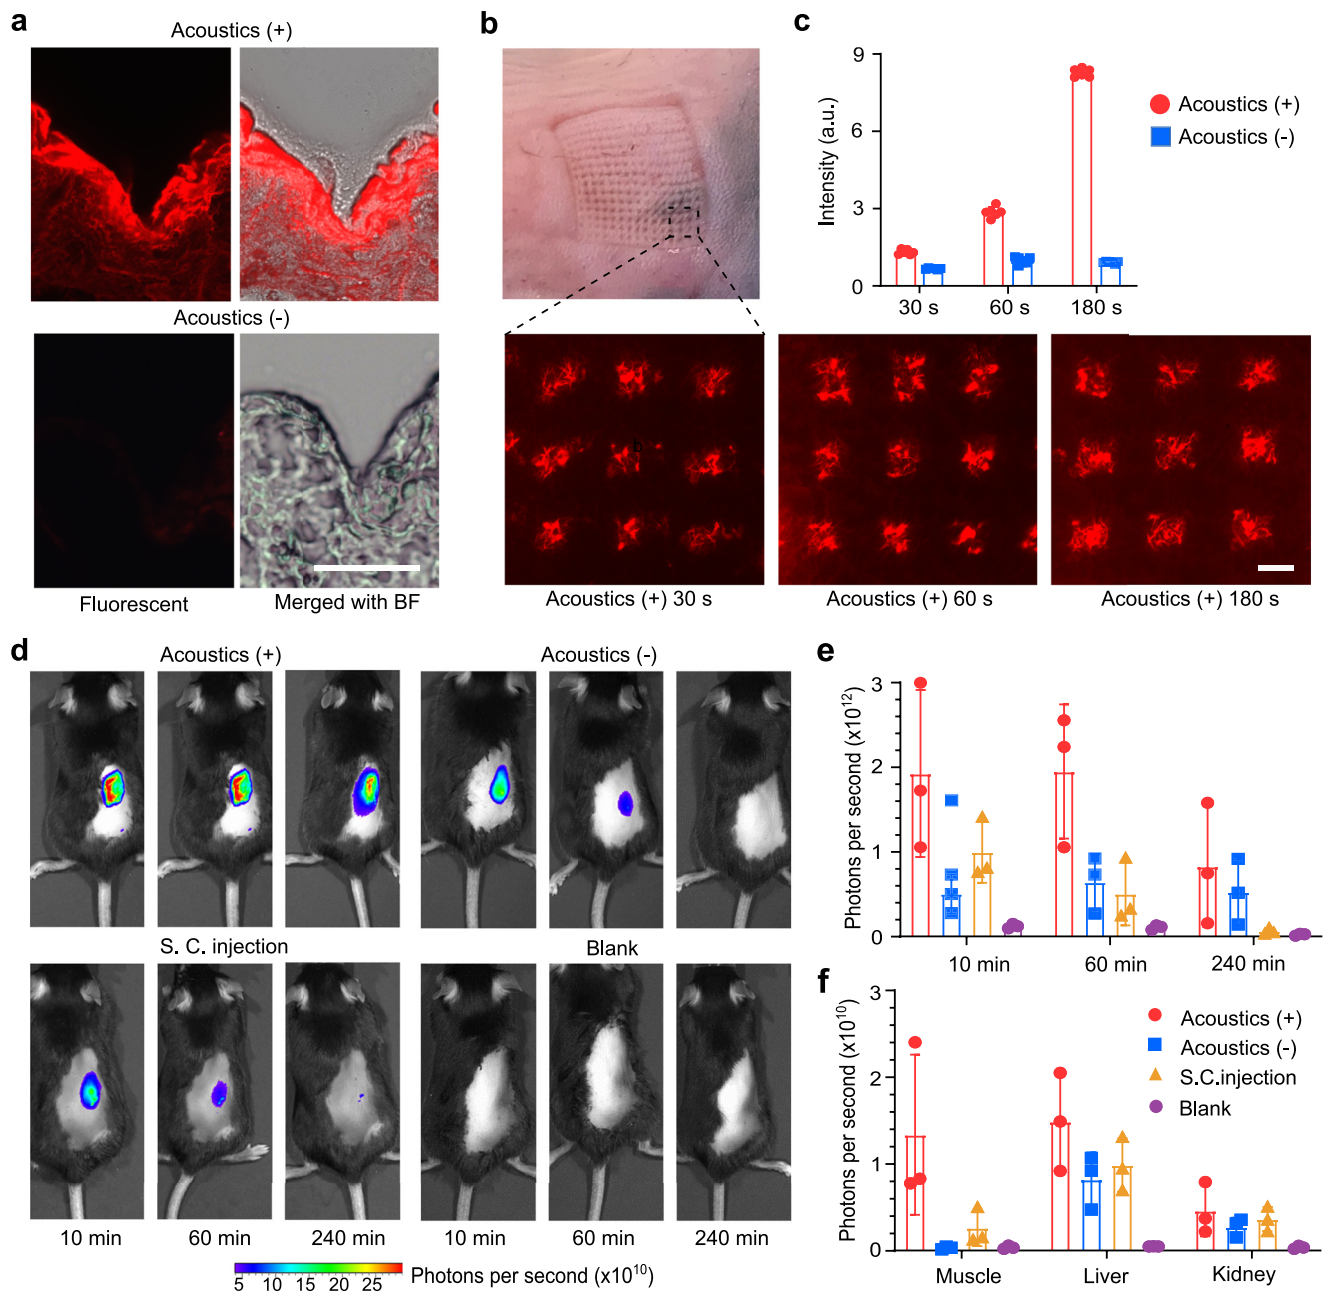 a
Acoustics (+)
Acoustics (-)
Fluorescent
Merged with BF
b
b
Acoustics (+) 30 s
Acoustics (+) 60 s
Acoustics (+) 180 s
c
Intensity (a.u.)
9
6
3
0
30 s
60 s
180 s
Acoustics (+)
Acoustics (-)
d
Acoustics (+)
Acoustics (-)
S. C. injection
Blank
10 min
60 min
240 min
10 min
60 min
240 min
5 10 15 20 25
Photons per second (x10¹⁰)
e
Photons per second (x10¹²)
3
2
1
0
10 min
60 min
240 min
f
Photons per second (x10¹⁰)
3
2
1
0
Muscle
Liver
Kidney
Acoustics (+)
Acoustics (-)
S.C.injection
Blank